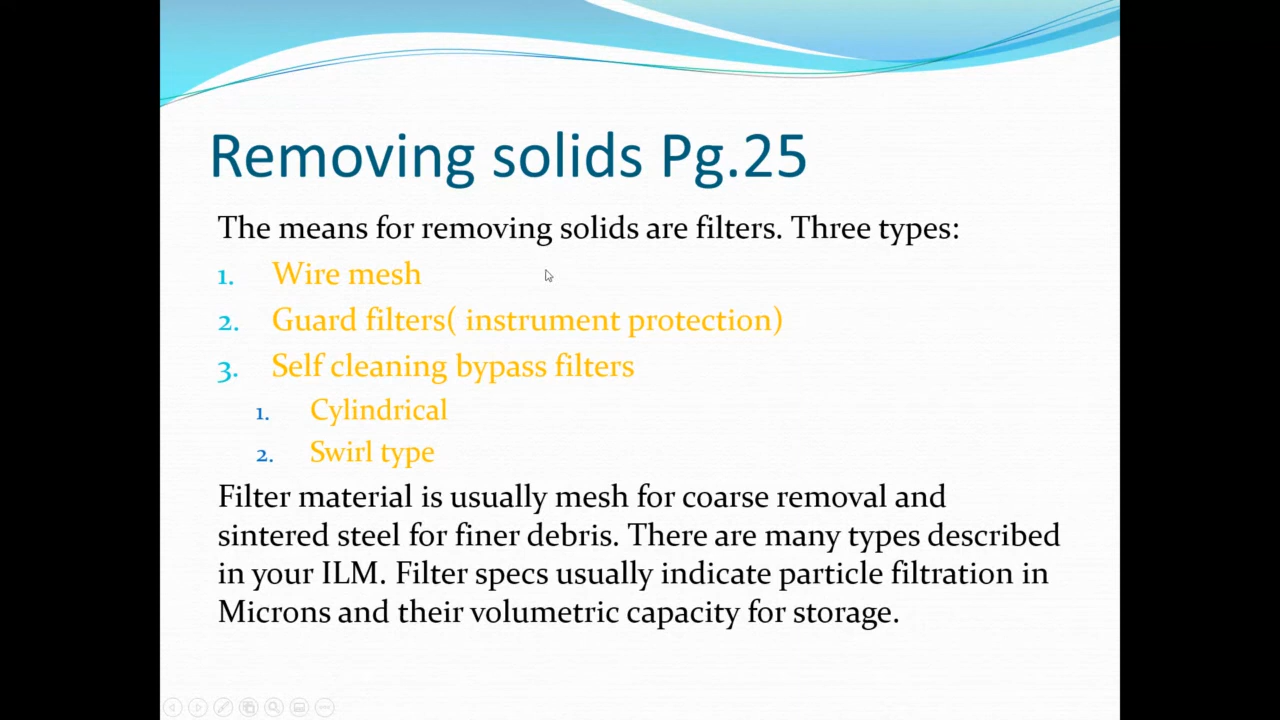 Removing solids Pg.25
The means for removing solids are filters. Three types:
1. Wire mesh
2. Guard filters( instrument protection)
3. Self cleaning bypass filters
1. Cylindrical
2. Swirl type
Filter material is usually mesh for coarse removal and
sintered steel for finer debris. There are many types described
in your ILM. Filter specs usually indicate particle filtration in
Microns and their volumetric capacity for storage.